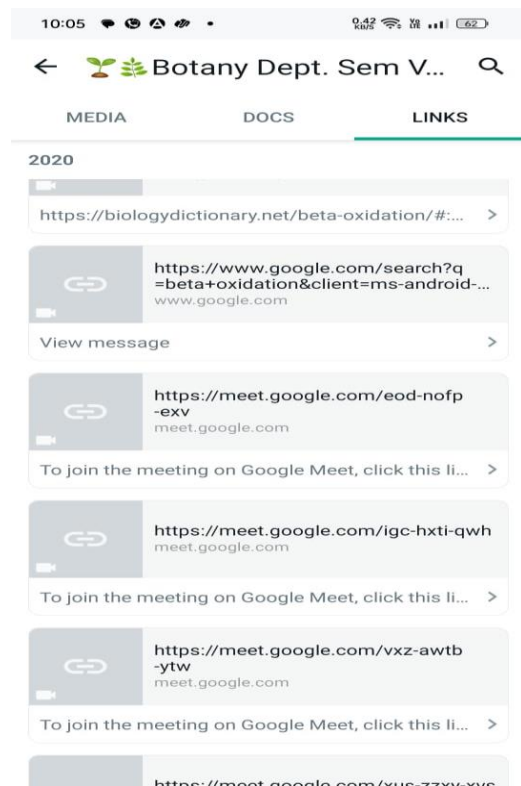 10:05
0.42 KB/S Vo LTE 62
Botany Dept. Sem V...
MEDIA DOCS LINKS
2020
https://biologydictionary.net/beta-oxidation/#:... >
https://www.google.com/search?q
=beta+oxidation&client=ms-android-...
www.google.com
View message >
https://meet.google.com/eod-nofp
-exv
meet.google.com
To join the meeting on Google Meet, click this li... >
https://meet.google.com/igc-hxti-qwh
meet.google.com
To join the meeting on Google Meet, click this li... >
https://meet.google.com/vxz-awtb
-ytw
meet.google.com
To join the meeting on Google Meet, click this li... >